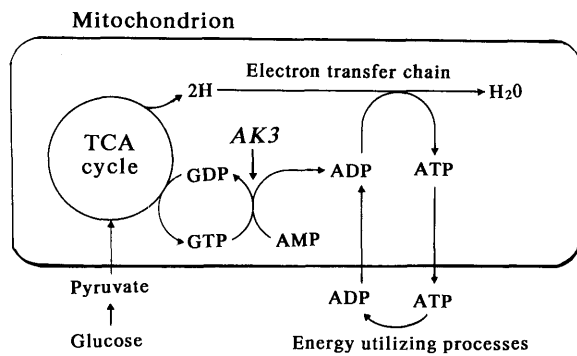 Mitochondrion
Electron transfer chain
2H
H20
AK3
TCA
cycle
GDP
ADP
ATP
GTP
AMP
Pyruvate
ADP
ATP
Glucose
Energy utilizing processes